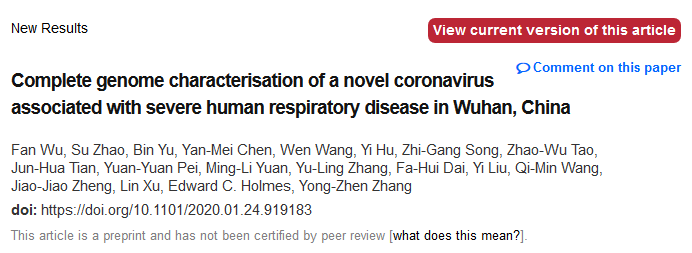 New Results
View current version of this article
Comment on this paper
Complete genome characterisation of a novel coronavirus
associated with severe human respiratory disease in Wuhan, China
Fan Wu, Su Zhao, Bin Yu, Yan-Mei Chen, Wen Wang, Yi Hu, Zhi-Gang Song, Zhao-Wu Tao,
Jun-Hua Tian, Yuan-Yuan Pei, Ming-Li Yuan, Yu-Ling Zhang, Fa-Hui Dai, Yi Liu, Qi-Min Wang,
Jiao-Jiao Zheng, Lin Xu, Edward C. Holmes, Yong-Zhen Zhang
doi: https://doi.org/10.1101/2020.01.24.919183
This article is a preprint and has not been certified by peer review [what does this mean?].